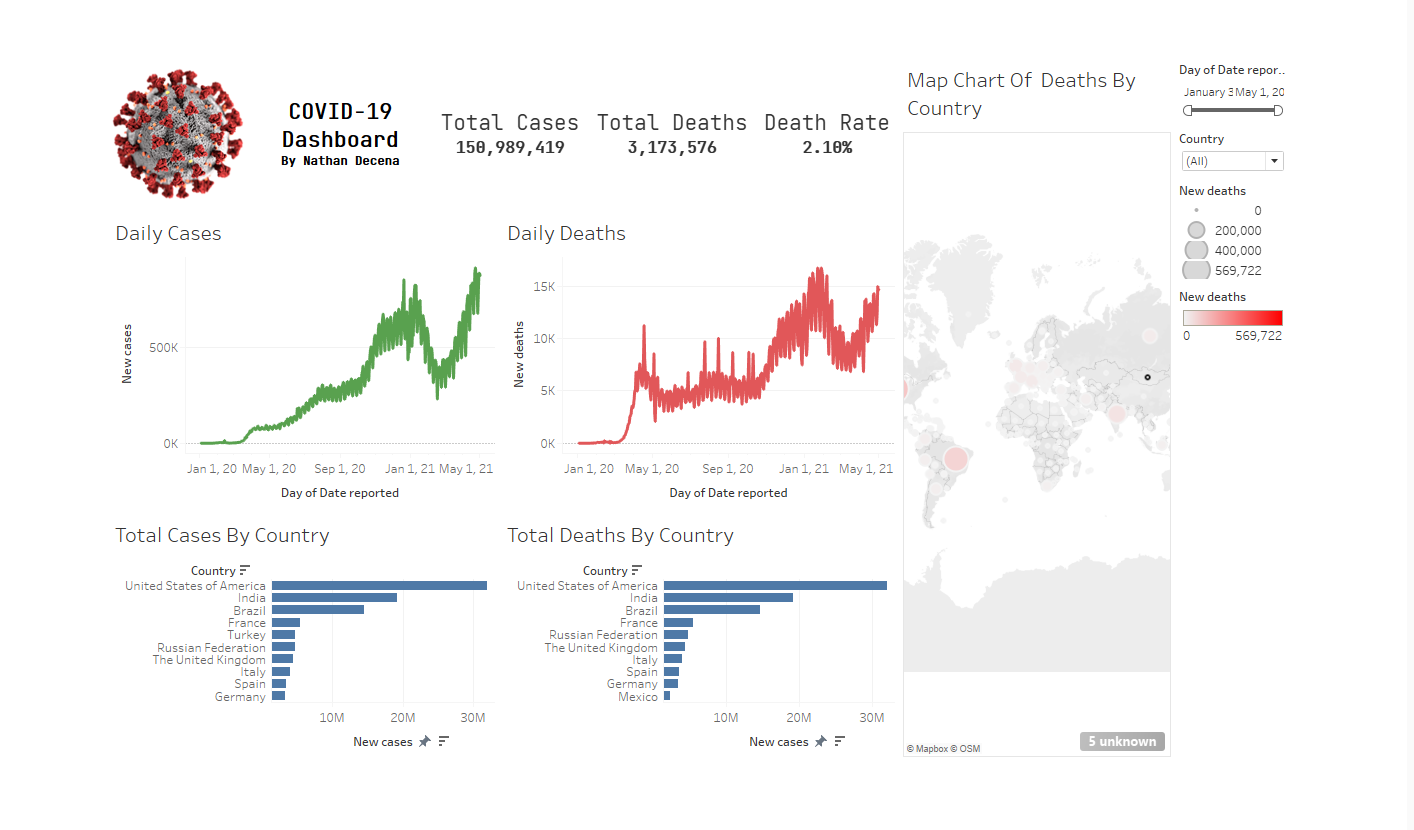 COVID-19
Dashboard
By Nathan Decena
Total Cases
150,989,419
Total Deaths
3,173,576
Death Rate
2.10%
Daily Cases
New cases
500K
0K
Jan 1, 20 May 1, 20 Sep 1, 20 Jan 1, 21 May 1, 21
Day of Date reported
Daily Deaths
New deaths
15K
10K
5K
0K
Jan 1, 20 May 1, 20 Sep 1, 20 Jan 1, 21 May 1, 21
Day of Date reported
Total Cases By Country
Country
United States of America
India
Brazil
France
Turkey
Russian Federation
The United Kingdom
Italy
Spain
Germany
10M 20M 30M
New cases
Total Deaths By Country
Country
United States of America
India
Brazil
France
Russian Federation
The United Kingdom
Italy
Spain
Germany
Mexico
10M 20M 30M
New cases
Map Chart Of Deaths By
Country
© Mapbox © OSM
5 unknown
Day of Date repor..
January 3 May 1, 20
Country
(All)
New deaths
0
200,000
400,000
569,722
New deaths
0 569,722